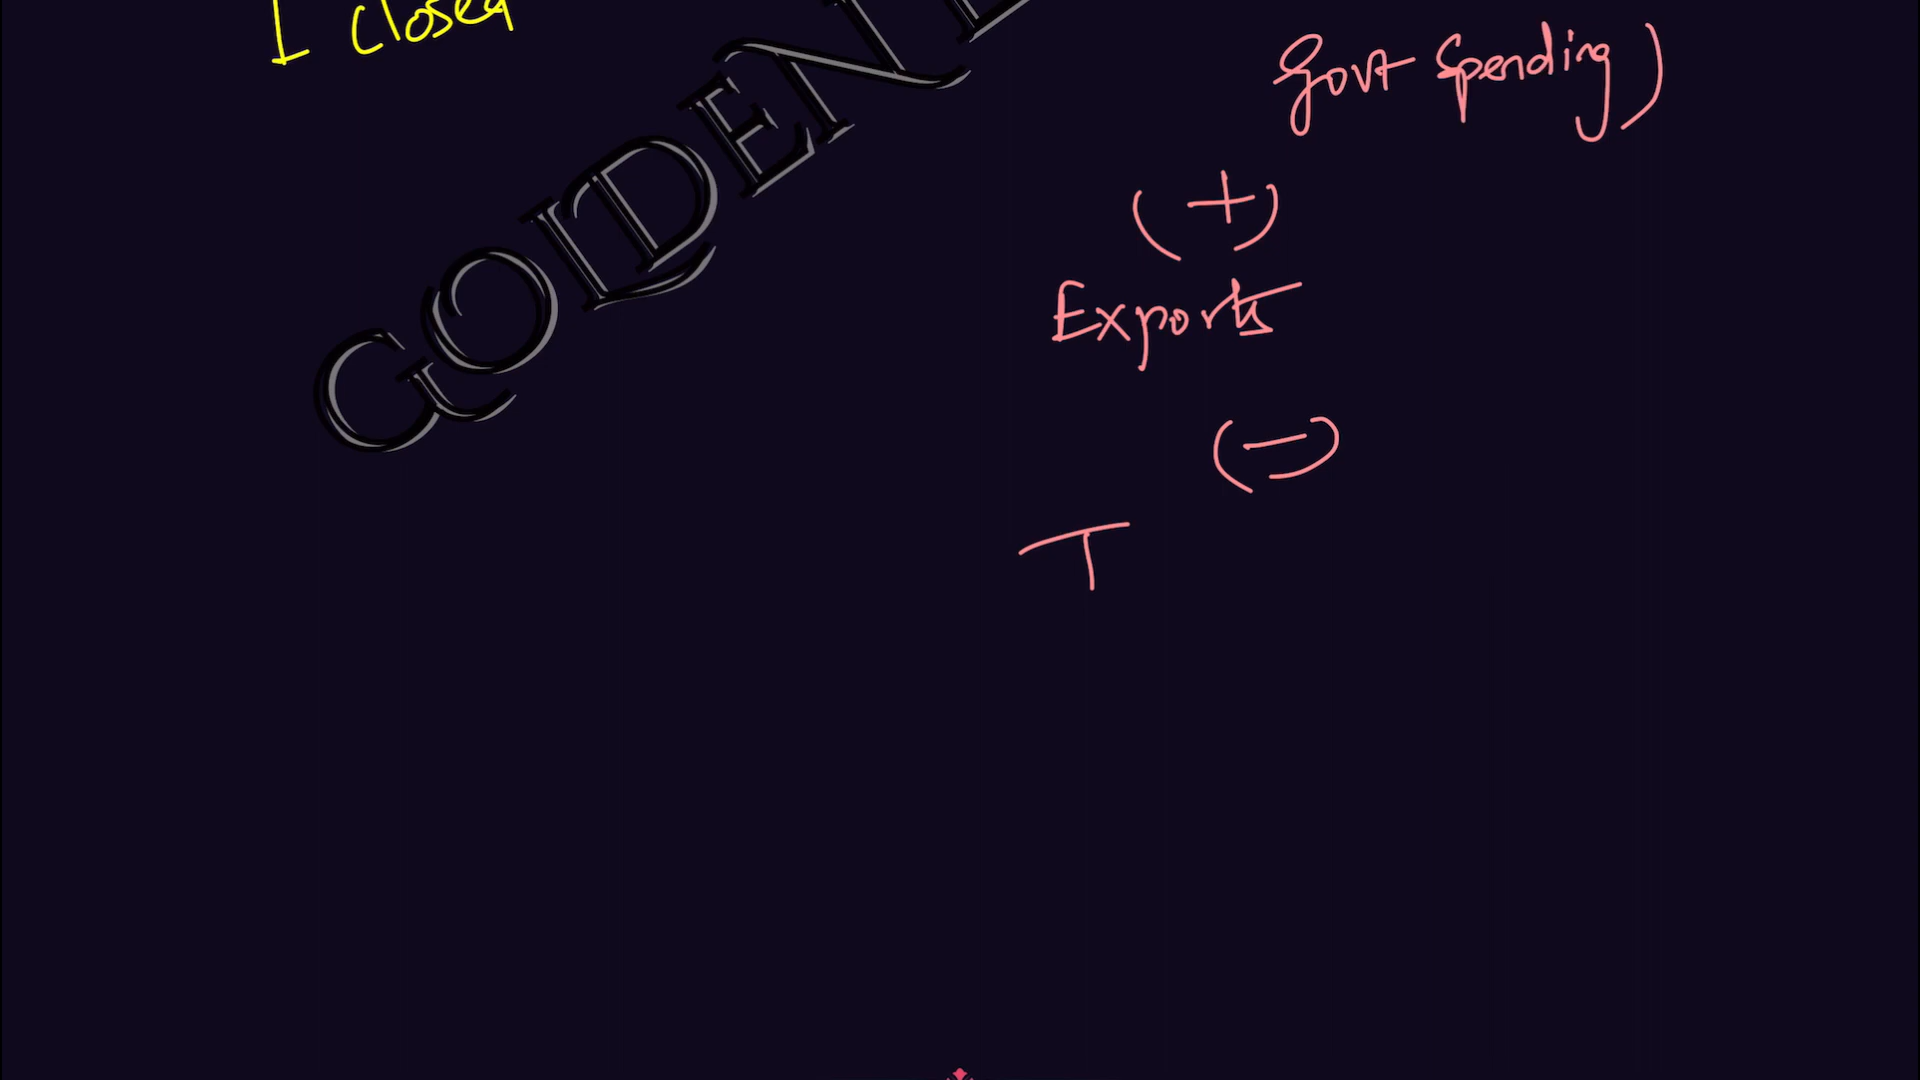 [ closed
Govt Spending)
(+)
Exports
(-)
T
GOLDEN